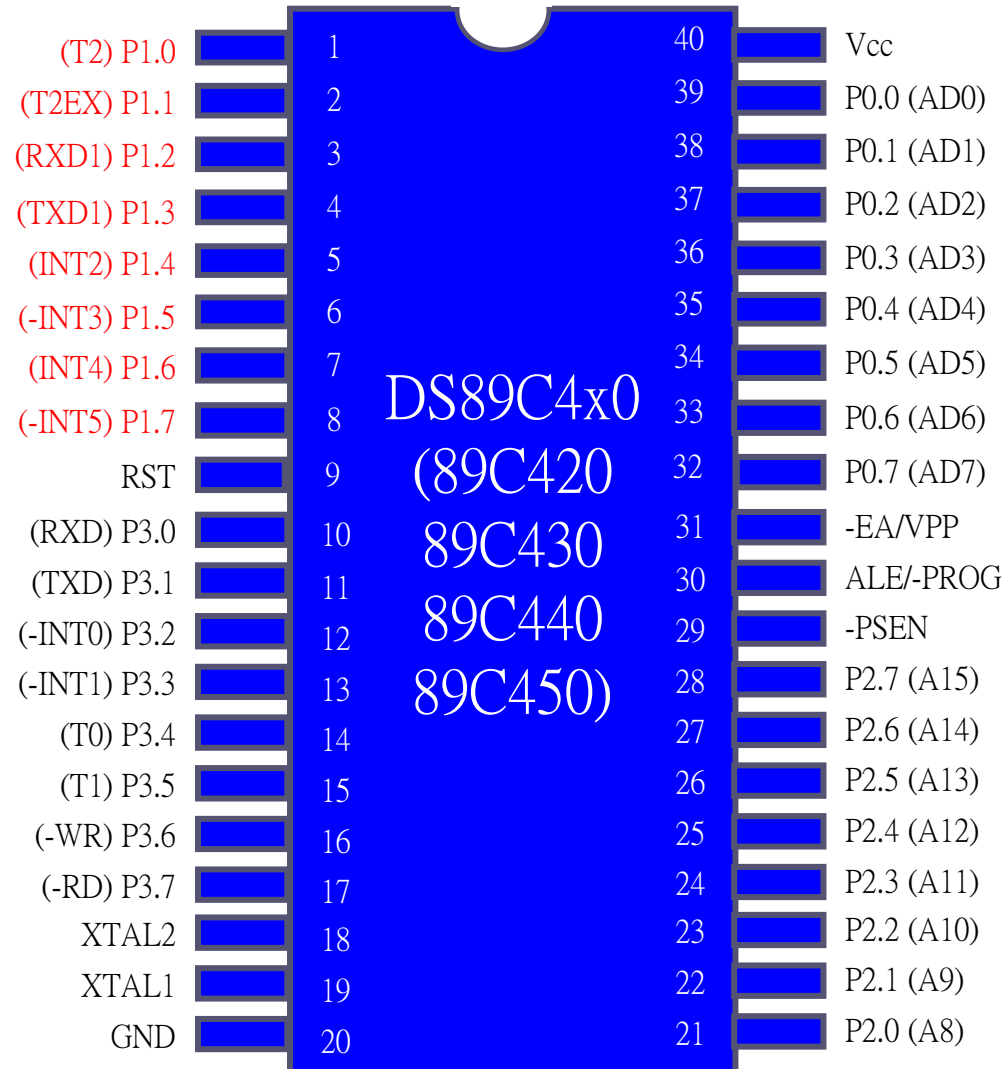 (T2) P1.0 1 40 Vcc
(T2EX) P1.1 2 39 P0.0 (AD0)
(RXD1) P1.2 3 38 P0.1 (AD1)
(TXD1) P1.3 4 37 P0.2 (AD2)
(INT2) P1.4 5 36 P0.3 (AD3)
(-INT3) P1.5 6 35 P0.4 (AD4)
(INT4) P1.6 7 34 P0.5 (AD5)
(-INT5) P1.7 8 33 P0.6 (AD6)
RST 9 32 P0.7 (AD7)
(RXD) P3.0 10 31 -EA/VPP
(TXD) P3.1 11 30 ALE/-PROG
(-INT0) P3.2 12 29 -PSEN
(-INT1) P3.3 13 28 P2.7 (A15)
(T0) P3.4 14 27 P2.6 (A14)
(T1) P3.5 15 26 P2.5 (A13)
(-WR) P3.6 16 25 P2.4 (A12)
(-RD) P3.7 17 24 P2.3 (A11)
XTAL2 18 23 P2.2 (A10)
XTAL1 19 22 P2.1 (A9)
GND 20 21 P2.0 (A8)
DS89C4x0
(89C420
89C430
89C440
89C450)